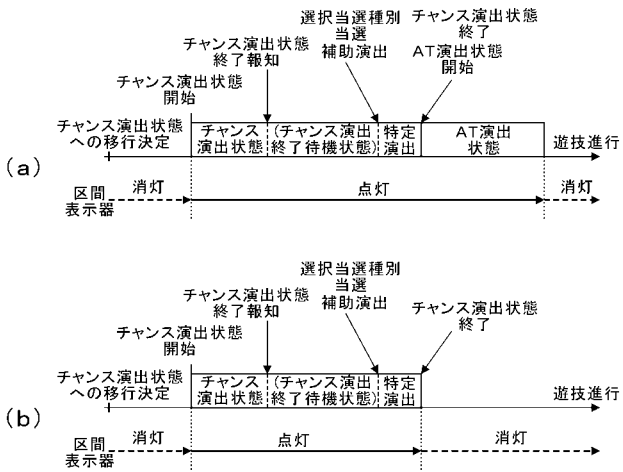 選択当選種別
当選
補助演出
チャンス演出状態
終了
AT演出状態
開始
チャンス演出状態
終了報知
チャンス演出状態
開始
チャンス演出状態
への移行決定
チャンス
演出状態
(チャンス演出
終了待機状態)
特定
演出
AT演出
状態
遊技進行
(a)
区間
表示器
消灯
点灯
消灯
選択当選種別
当選
補助演出
チャンス演出状態
終了報知
チャンス演出状態
終了
チャンス演出状態
開始
チャンス演出状態
への移行決定
チャンス
演出状態
(チャンス演出
終了待機状態)
特定
演出
遊技進行
(b)
区間
表示器
消灯
点灯
消灯